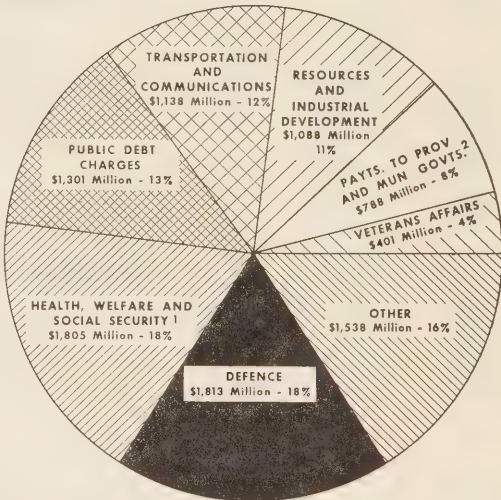 TRANSPORTATION
AND
COMMUNICATIONS
$1,138 Million - 12%
RESOURCES
AND
INDUSTRIAL
DEVELOPMENT
$1,088 Million
11%
PUBLIC DEBT
CHARGES
$1,301 Million - 13%
PAYTS. TO PROV
AND MUN GOVTS.2
$788 Million - 8%
VETERANS AFFAIRS
$401 Million - 4%
HEALTH, WELFARE AND
SOCIAL SECURITY 1
$1,805 Million - 18%
OTHER
$1,538 Million - 16%
DEFENCE
$1,813 Million - 18%